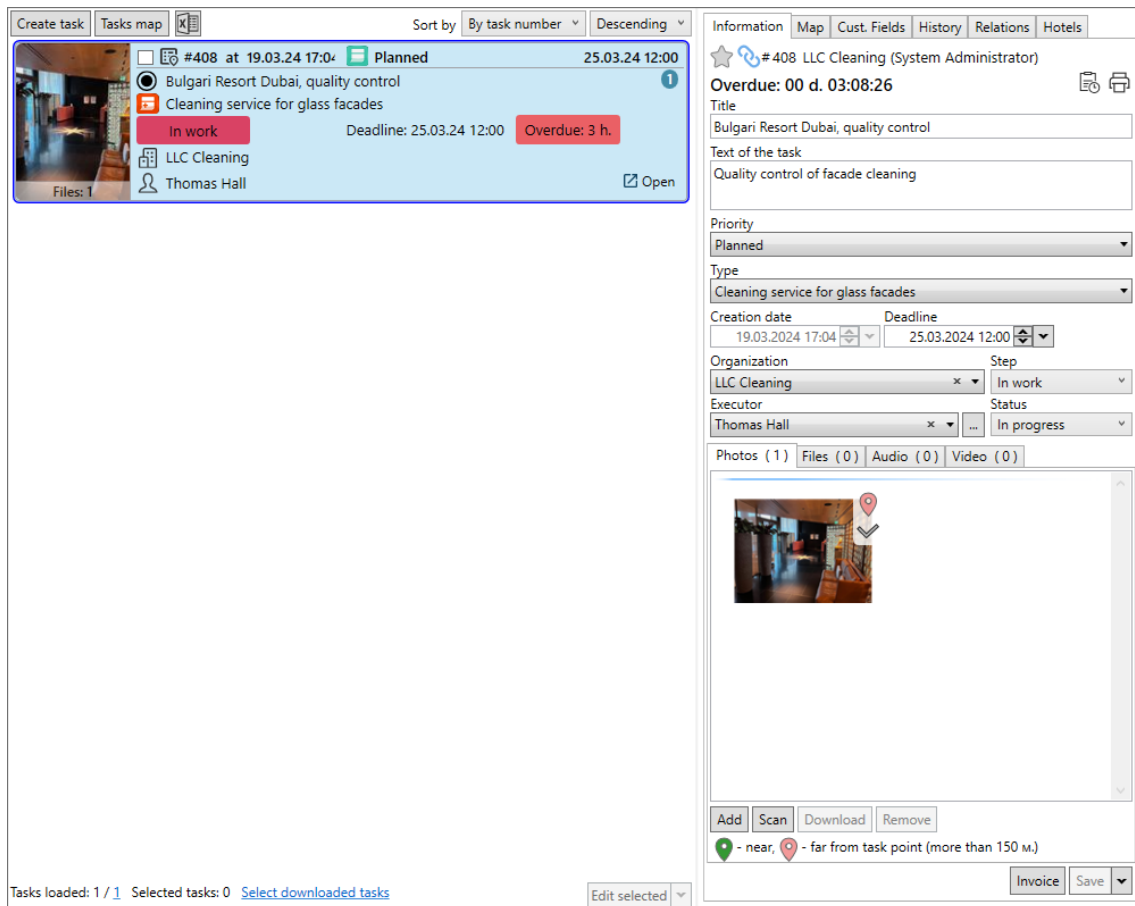 Create task Tasks map Sort by By task number Descending
#408 at 19.03.24 17:04 Planned 25.03.24 12:00
Bulgari Resort Dubai, quality control 1
Cleaning service for glass facades
In work Deadline: 25.03.24 12:00 Overdue: 3 h.
LLC Cleaning
Files: 1 Thomas Hall Open
Tasks loaded: 1 / 1 Selected tasks: 0 Select downloaded tasks Edit selected
Information Map Cust. Fields History Relations Hotels
# 408 LLC Cleaning (System Administrator)
Overdue: 00 d. 03:08:26
Title
Bulgari Resort Dubai, quality control
Text of the task
Quality control of facade cleaning
Priority
Planned
Type
Cleaning service for glass facades
Creation date Deadline
19.03.2024 17:04 25.03.2024 12:00
Organization Step
LLC Cleaning × In work
Executor Status
Thomas Hall × ... In progress
Photos ( 1 ) Files ( 0 ) Audio ( 0 ) Video ( 0 )
Add Scan Download Remove
- near, - far from task point (more than 150 м.)
Invoice Save